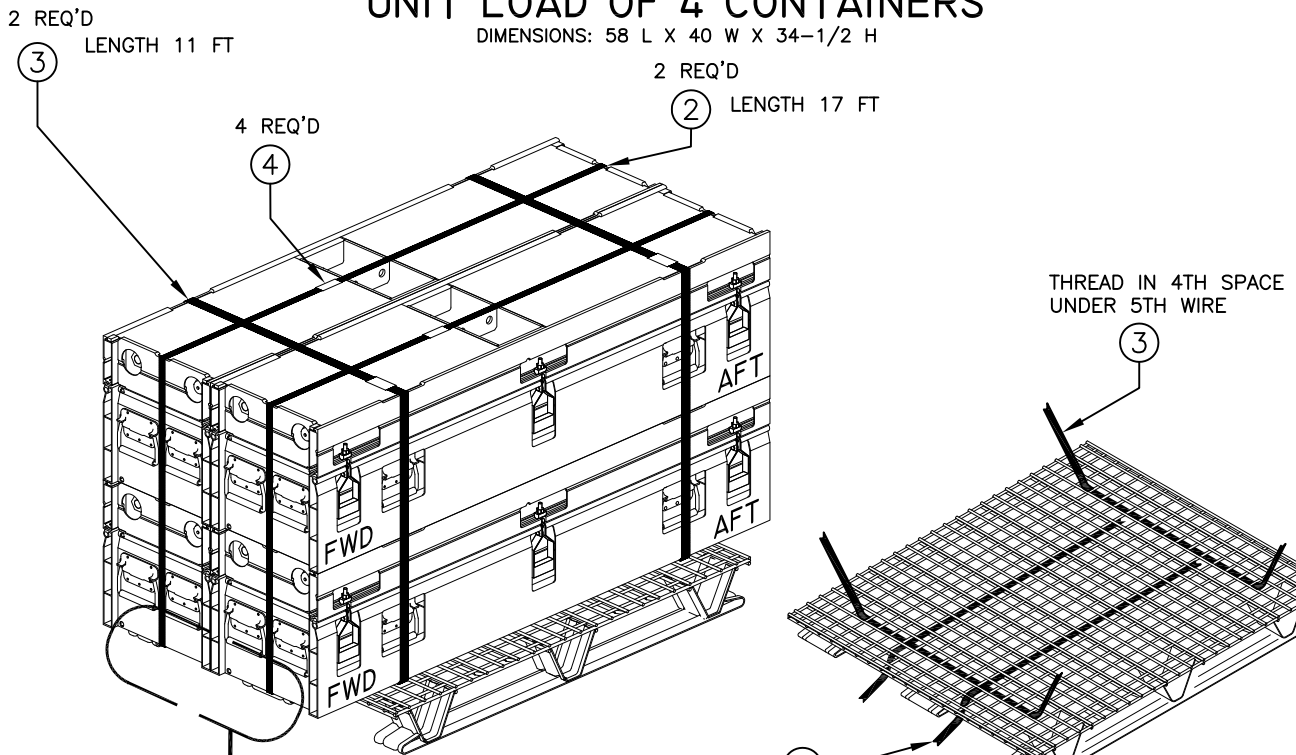 UNIT LOAD OF 4 CONTAINERS
DIMENSIONS: 58 L X 40 W X 34-1/2 H
2 REQ'D
LENGTH 11 FT
3
4 REQ'D
4
2 REQ'D
2
LENGTH 17 FT
THREAD IN 4TH SPACE
UNDER 5TH WIRE
3
AFT
AFT
FWD
FWD